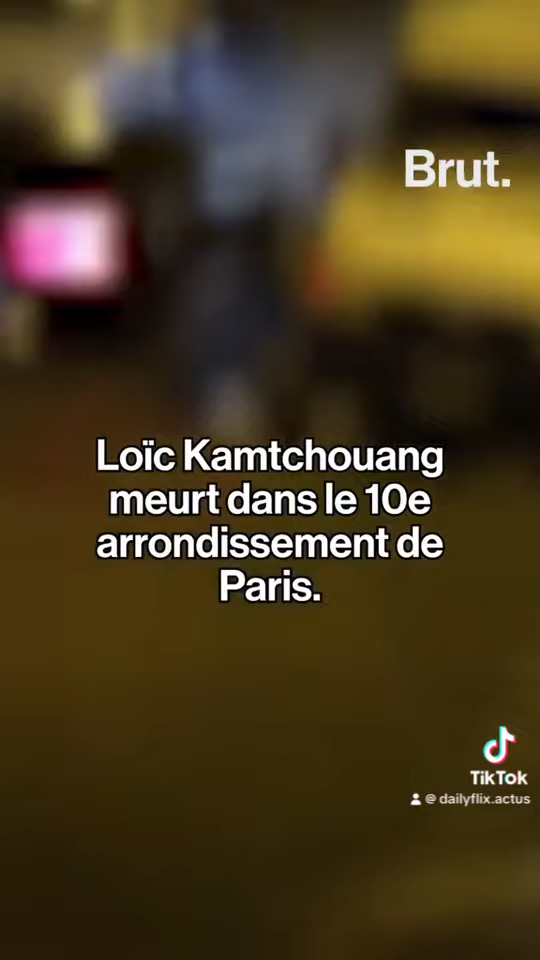 Brut.
Loïc Kamtchouang
meurt dans le 10e
arrondissement de
Paris.
TikTok
@ dailyflix.actus